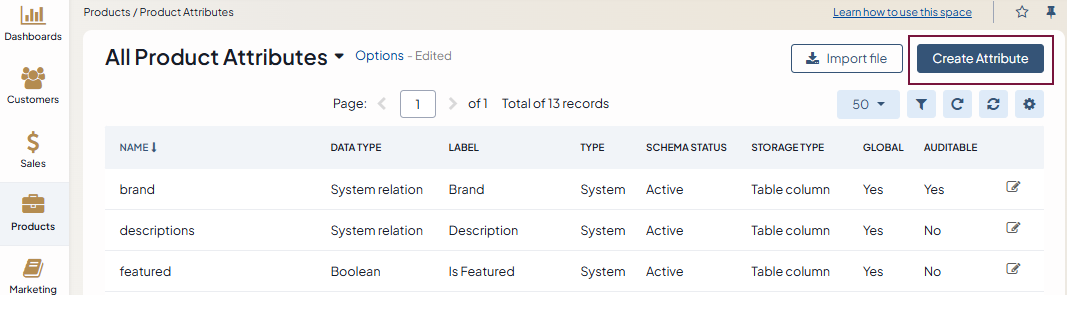 Dashboards
Customers
Sales
Products
Marketing
Products / Product Attributes
Learn how to use this space
All Product Attributes Options - Edited
Import file
Create Attribute
Page: 1 of 1 Total of 13 records
50
NAME DATA TYPE LABEL TYPE SCHEMA STATUS STORAGE TYPE GLOBAL AUDITABLE
brand System relation Brand System Active Table column Yes Yes
descriptions System relation Description System Active Table column Yes No
featured Boolean Is Featured System Active Table column Yes No